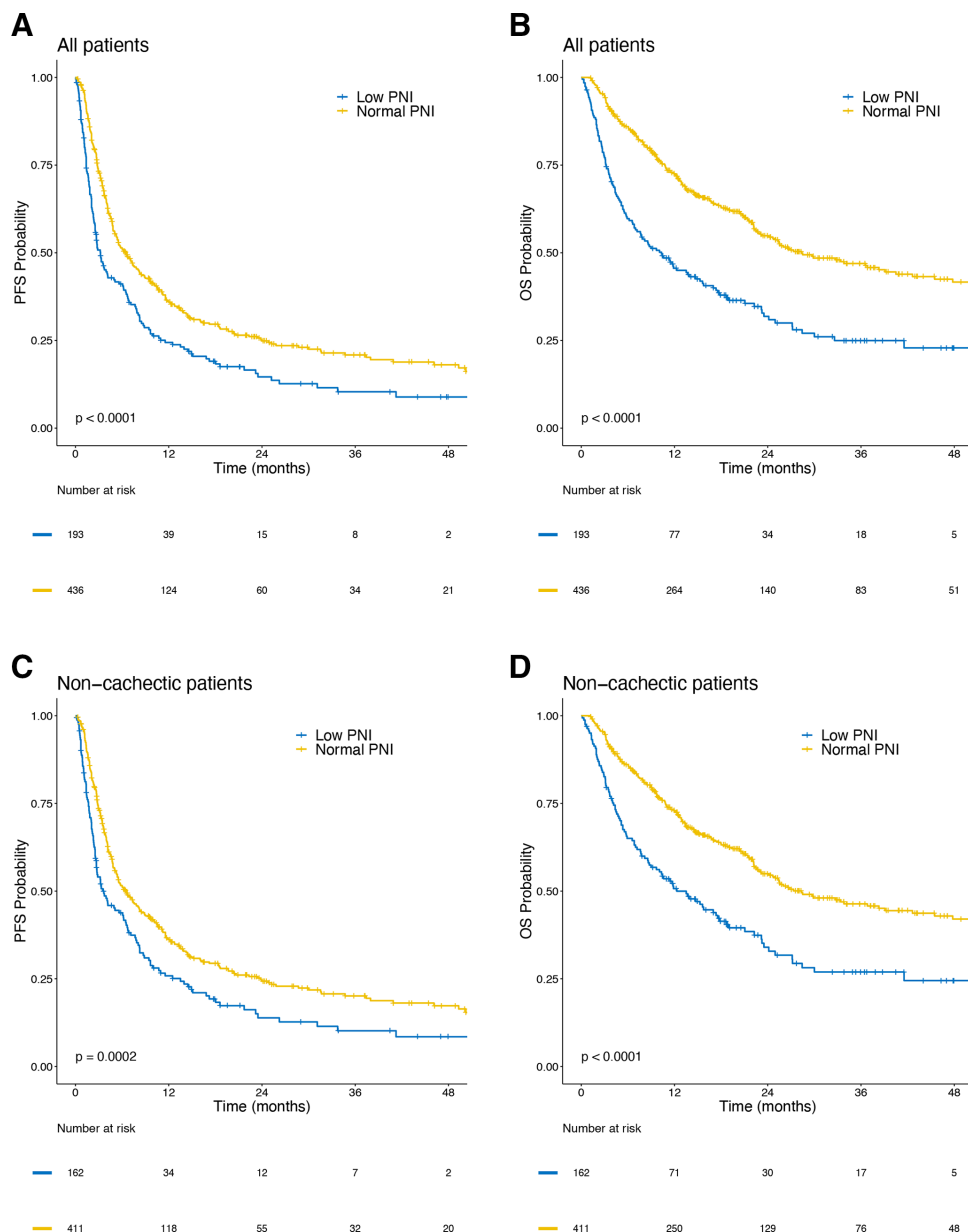 A
All patients
PFS Probability
1.00
0.75
0.50
0.25
0.00
Low PNI
Normal PNI
p < 0.0001
0 12 24 36 48
Time (months)
Number at risk
193 39 15 8 2
436 124 60 34 21
B
All patients
OS Probability
1.00
0.75
0.50
0.25
0.00
Low PNI
Normal PNI
p < 0.0001
0 12 24 36 48
Time (months)
Number at risk
193 77 34 18 5
436 264 140 83 51
C
Non−cachectic patients
PFS Probability
1.00
0.75
0.50
0.25
0.00
Low PNI
Normal PNI
p = 0.0002
0 12 24 36 48
Time (months)
Number at risk
162 34 12 7 2
411 118 55 32 20
D
Non−cachectic patients
OS Probability
1.00
0.75
0.50
0.25
0.00
Low PNI
Normal PNI
p < 0.0001
0 12 24 36 48
Time (months)
Number at risk
162 71 30 17 5
411 250 129 76 48